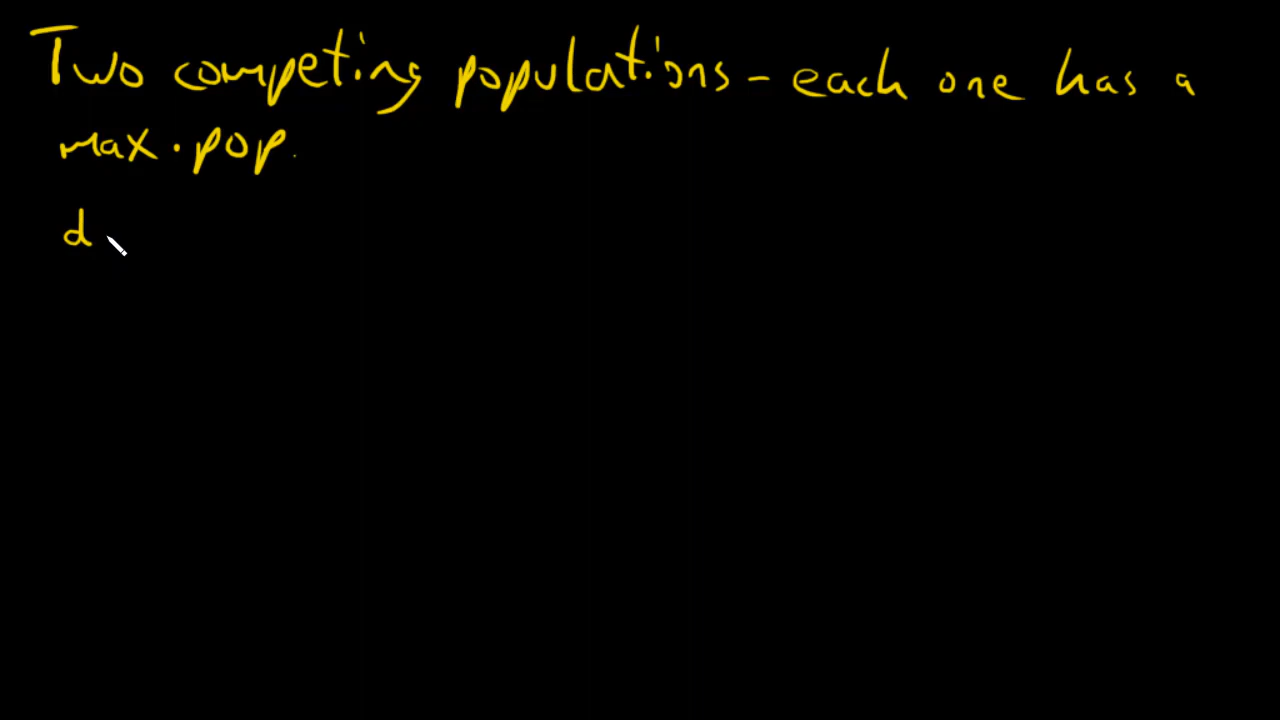 Two competing populations - each one has a
max. pop.
d